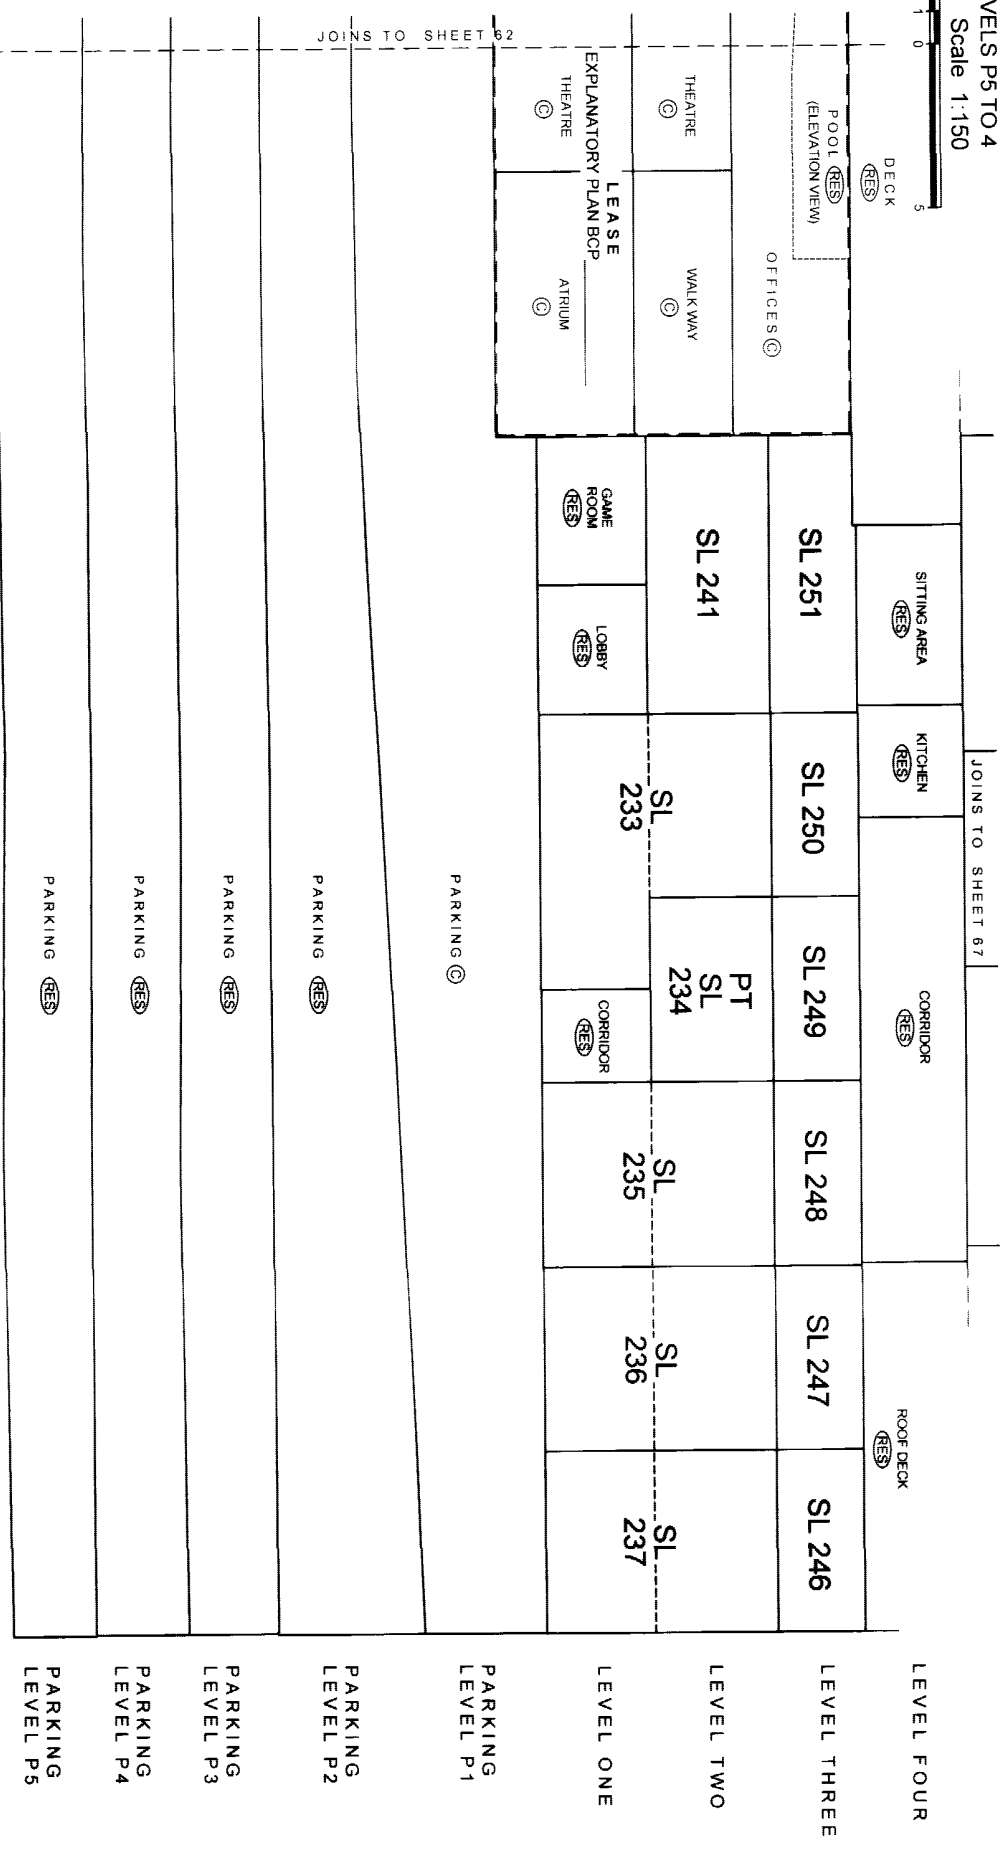 VELS P5 TO 4
Scale 1:150
1 0 5
JOINS TO SHEET 62
JOINS TO SHEET 67
DECK
RES
POOL RES
(ELEVATION VIEW)
OFFICES C
THEATRE
C
WALK WAY
C
LEASE
EXPLANATORY PLAN BCP
THEATRE
C
ATRIUM
C
SITTING AREA
RES
KITCHEN
RES
CORRIDOR
RES
ROOF DECK
RES
LEVEL FOUR
SL 251
SL 250
SL 249
SL 248
SL 247
SL 246
LEVEL THREE
SL 241
PT
SL
234
LEVEL TWO
GAME
ROOM
RES
LOBBY
RES
SL
233
CORRIDOR
RES
SL
235
SL
236
SL
237
LEVEL ONE
PARKING C
PARKING
LEVEL P1
PARKING RES
PARKING
LEVEL P2
PARKING RES
PARKING
LEVEL P3
PARKING RES
PARKING
LEVEL P4
PARKING RES
PARKING
LEVEL P5